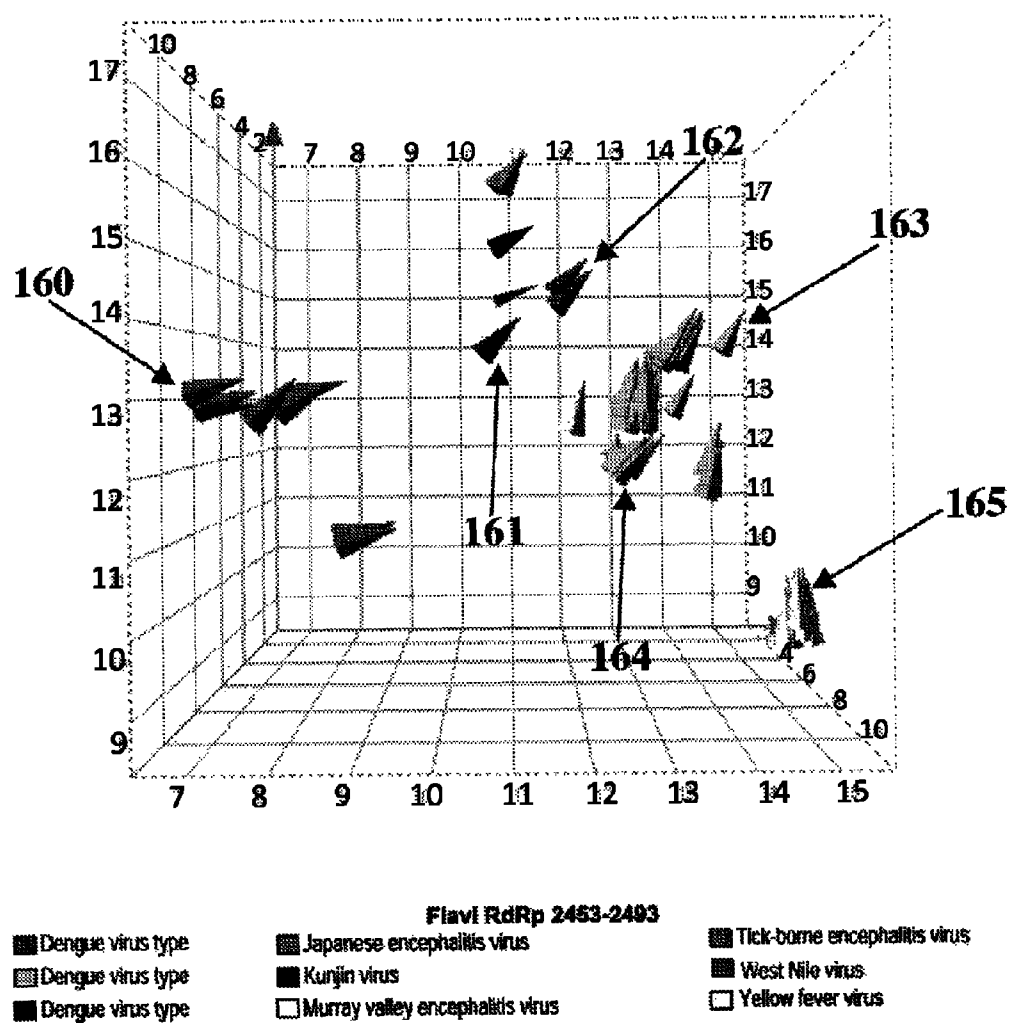 10
8
6
4
2
17
16
15
14
13
12
11
10
9
7 8 9 10 12 13 14
162
163
160
17
16
15
14
13
12
11
10
9
161
164
165
4
6
8
10
7 8 9 10 11 12 13 14 15
Flavi RdRp 2453-2493
Dengue virus type
Dengue virus type
Dengue virus type
Japanese encephalitis virus
Kunjin virus
Murray valley encephalitis virus
Tick-borne encephalitis virus
West Nile virus
Yellow fever virus